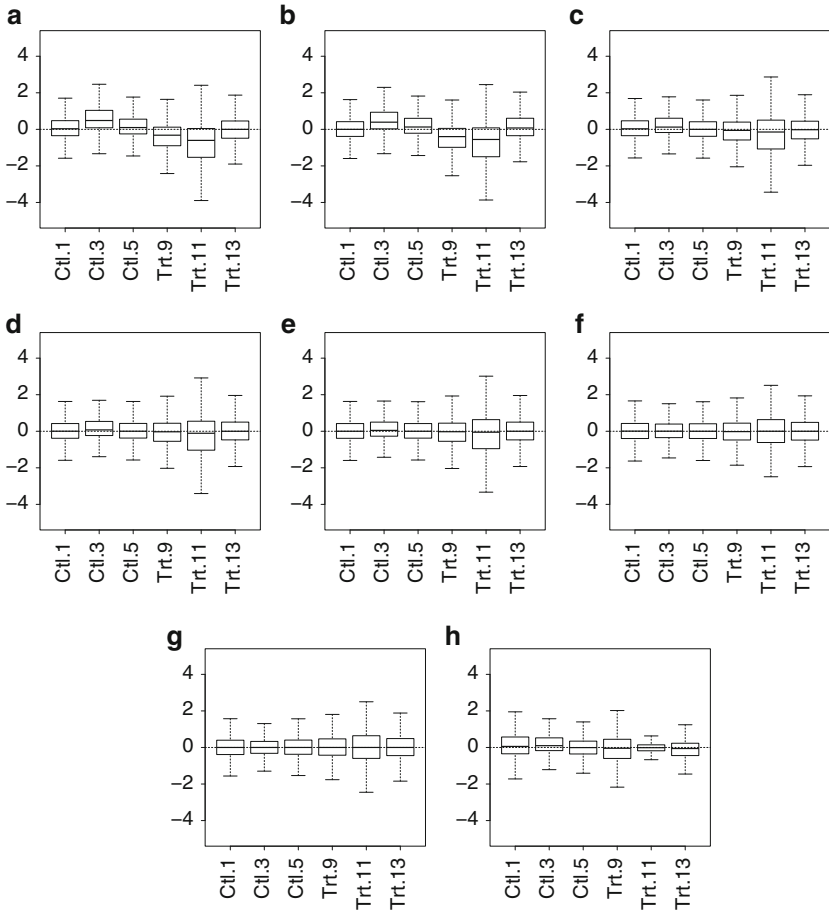 a
b
c
4
2
0
−2
−4
4
2
0
−2
−4
4
2
0
−2
−4
Ctl.1
Ctl.3
Ctl.5
Trt.9
Trt.11
Trt.13
Ctl.1
Ctl.3
Ctl.5
Trt.9
Trt.11
Trt.13
Ctl.1
Ctl.3
Ctl.5
Trt.9
Trt.11
Trt.13
d
e
f
4
2
0
−2
−4
4
2
0
−2
−4
4
2
0
−2
−4
Ctl.1
Ctl.3
Ctl.5
Trt.9
Trt.11
Trt.13
Ctl.1
Ctl.3
Ctl.5
Trt.9
Trt.11
Trt.13
Ctl.1
Ctl.3
Ctl.5
Trt.9
Trt.11
Trt.13
g
h
4
2
0
−2
−4
4
2
0
−2
−4
Ctl.1
Ctl.3
Ctl.5
Trt.9
Trt.11
Trt.13
Ctl.1
Ctl.3
Ctl.5
Trt.9
Trt.11
Trt.13